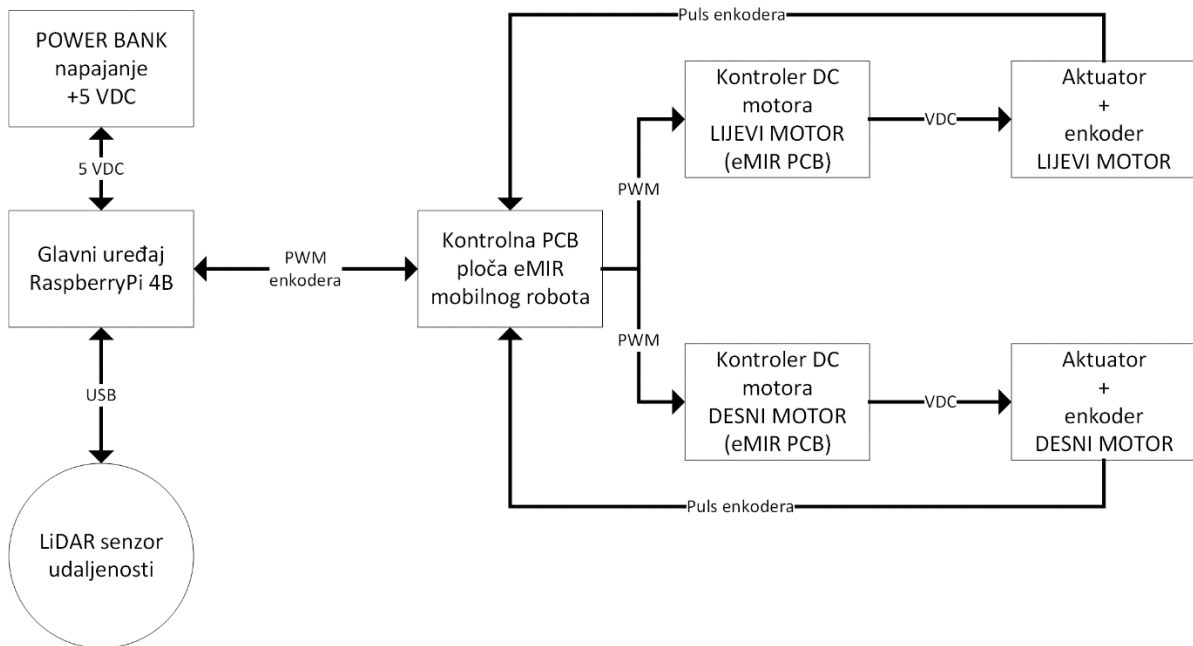 Puls enkodera
POWER BANK
napajanje
+5 VDC
Kontroler DC
motora
LIJEVI MOTOR
(eMIR PCB)
VDC
Aktuator
+
enkoder
LIJEVI MOTOR
5 VDC
PWM
Glavni uređaj
RaspberryPi 4B
PWM
enkodera
Kontrolna PCB
ploča eMIR
mobilnog robota
PWM
Kontroler DC
motora
DESNI MOTOR
(eMIR PCB)
VDC
Aktuator
+
enkoder
DESNI MOTOR
USB
Puls enkodera
LiDAR senzor
udaljenosti